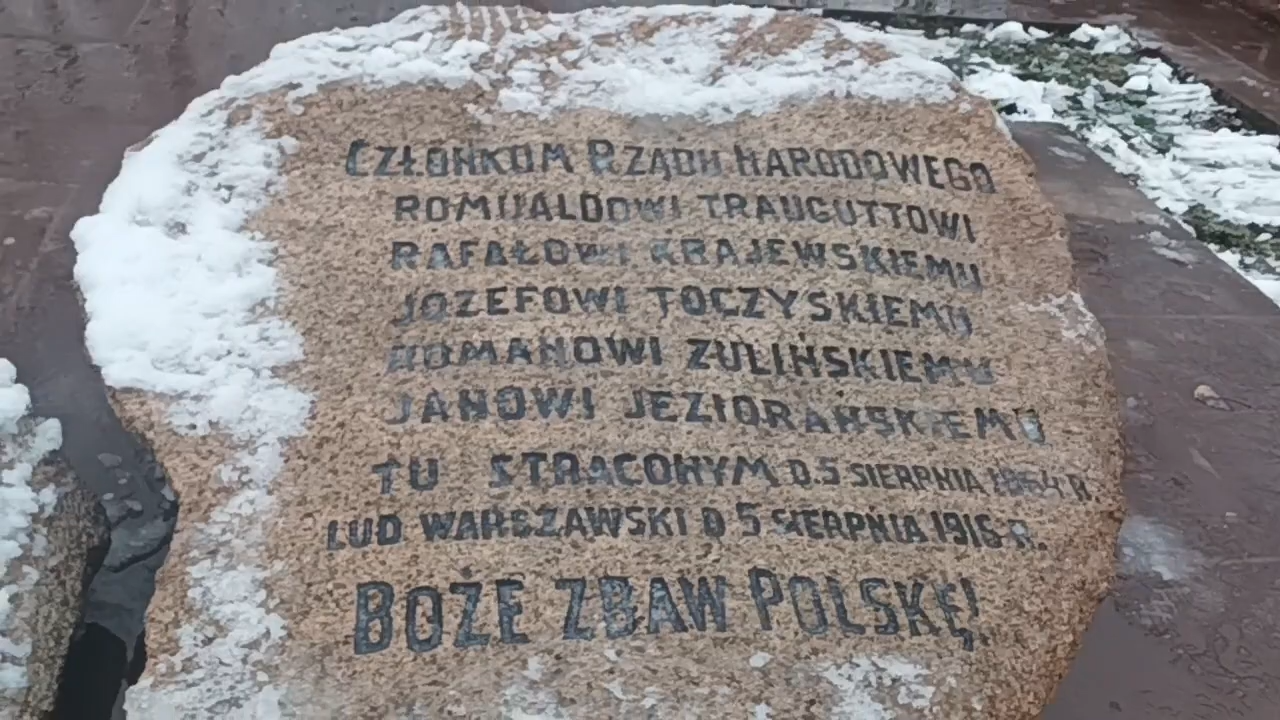 CZŁONKOM RZĄDU NARODOWEGO
ROMUALDOWI TRAUGUTTOWI
RAFAŁOWI KRAJEWSKIEMU
JÓZEFOWI TOCZYSKIEMU
ROMANOWI ŻULIŃSKIEMU
JANOWI JEZIORAŃSKIEMU
TU STRACONYM D.5 SIERPNIA 1864 R.
LUD WARSZAWSKI D 5 SIERPNIA 1916 R.
BOŻE ZBAW POLSKĘ!